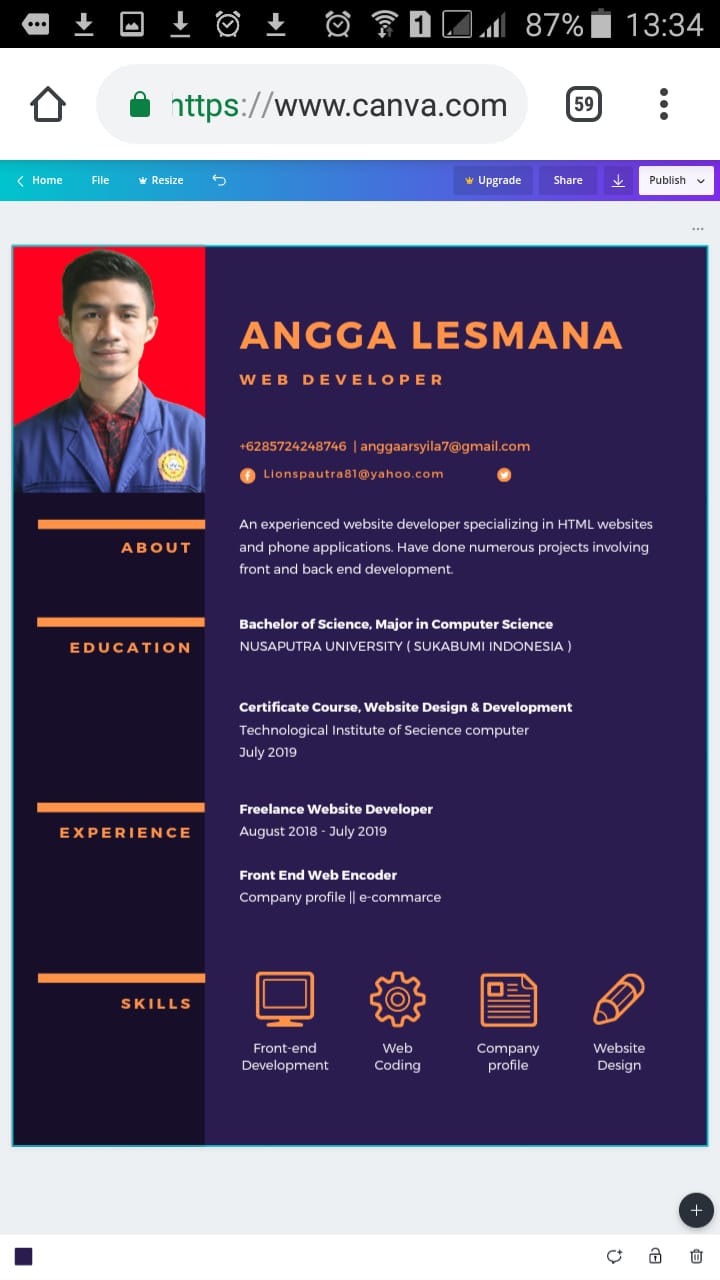 87% 13:34
https://www.canva.com
59
Home File Resize Upgrade Share Publish
ANGGA LESMANA
WEB DEVELOPER
+6285724248746 | anggaarsyila7@gmail.com
Lionspautra81@yahoo.com
ABOUT
An experienced website developer specializing in HTML websites
and phone applications. Have done numerous projects involving
front and back end development.
EDUCATION
Bachelor of Science, Major in Computer Science
NUSAPUTRA UNIVERSITY ( SUKABUMI INDONESIA )
Certificate Course, Website Design & Development
Technological Institute of Secience computer
July 2019
EXPERIENCE
Freelance Website Developer
August 2018 - July 2019
Front End Web Encoder
Company profile || e-commarce
SKILLS
Front-end
Development
Web
Coding
Company
profile
Website
Design